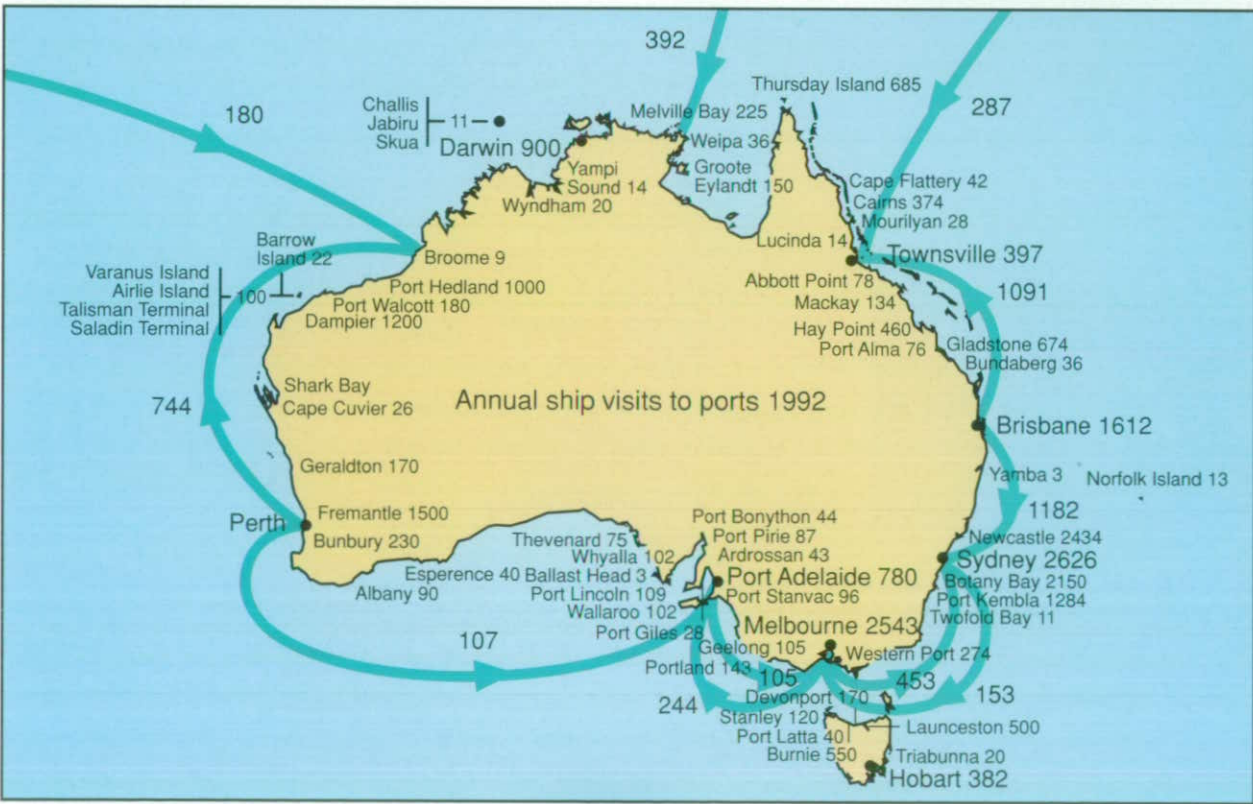 392
Thursday Island 685
287
180
Challis
Jabiru
Skua
11
Melville Bay 225
Darwin 900
Weipa 36
Yampi
Sound 14
Groote
Eylandt 150
Wyndham 20
Cape Flattery 42
Cairns 374
Mourilyan 28
Barrow
Island 22
Broome 9
Lucinda 14
Townsville 397
Varanus Island
Airlie Island
Talisman Terminal
Saladin Terminal
100
Port Hedland 1000
Port Walcott 180
Dampier 1200
Abbott Point 78
Mackay 134
1091
Hay Point 460
Port Alma 76
Gladstone 674
Bundaberg 36
744
Shark Bay
Cape Cuvier 26
Annual ship visits to ports 1992
Brisbane 1612
Geraldton 170
Yamba 3
Norfolk Island 13
Perth
Fremantle 1500
Bunbury 230
1182
Port Bonython 44
Port Pirie 87
Ardrossan 43
Thevenard 75
Whyalla 102
Newcastle 2434
Sydney 2626
Esperence 40
Ballast Head 3
Port Adelaide 780
Botany Bay 2150
Albany 90
Port Lincoln 109
Port Stanvac 96
Port Kembla 1284
Wallaroo 102
Twofold Bay 11
Port Giles 28
Melbourne 2543
107
Geelong 105
Western Port 274
Portland 143
105
453
153
244
Devonport 170
Stanley 120
Launceston 500
Port Latta 40
Burnie 550
Triabunna 20
Hobart 382